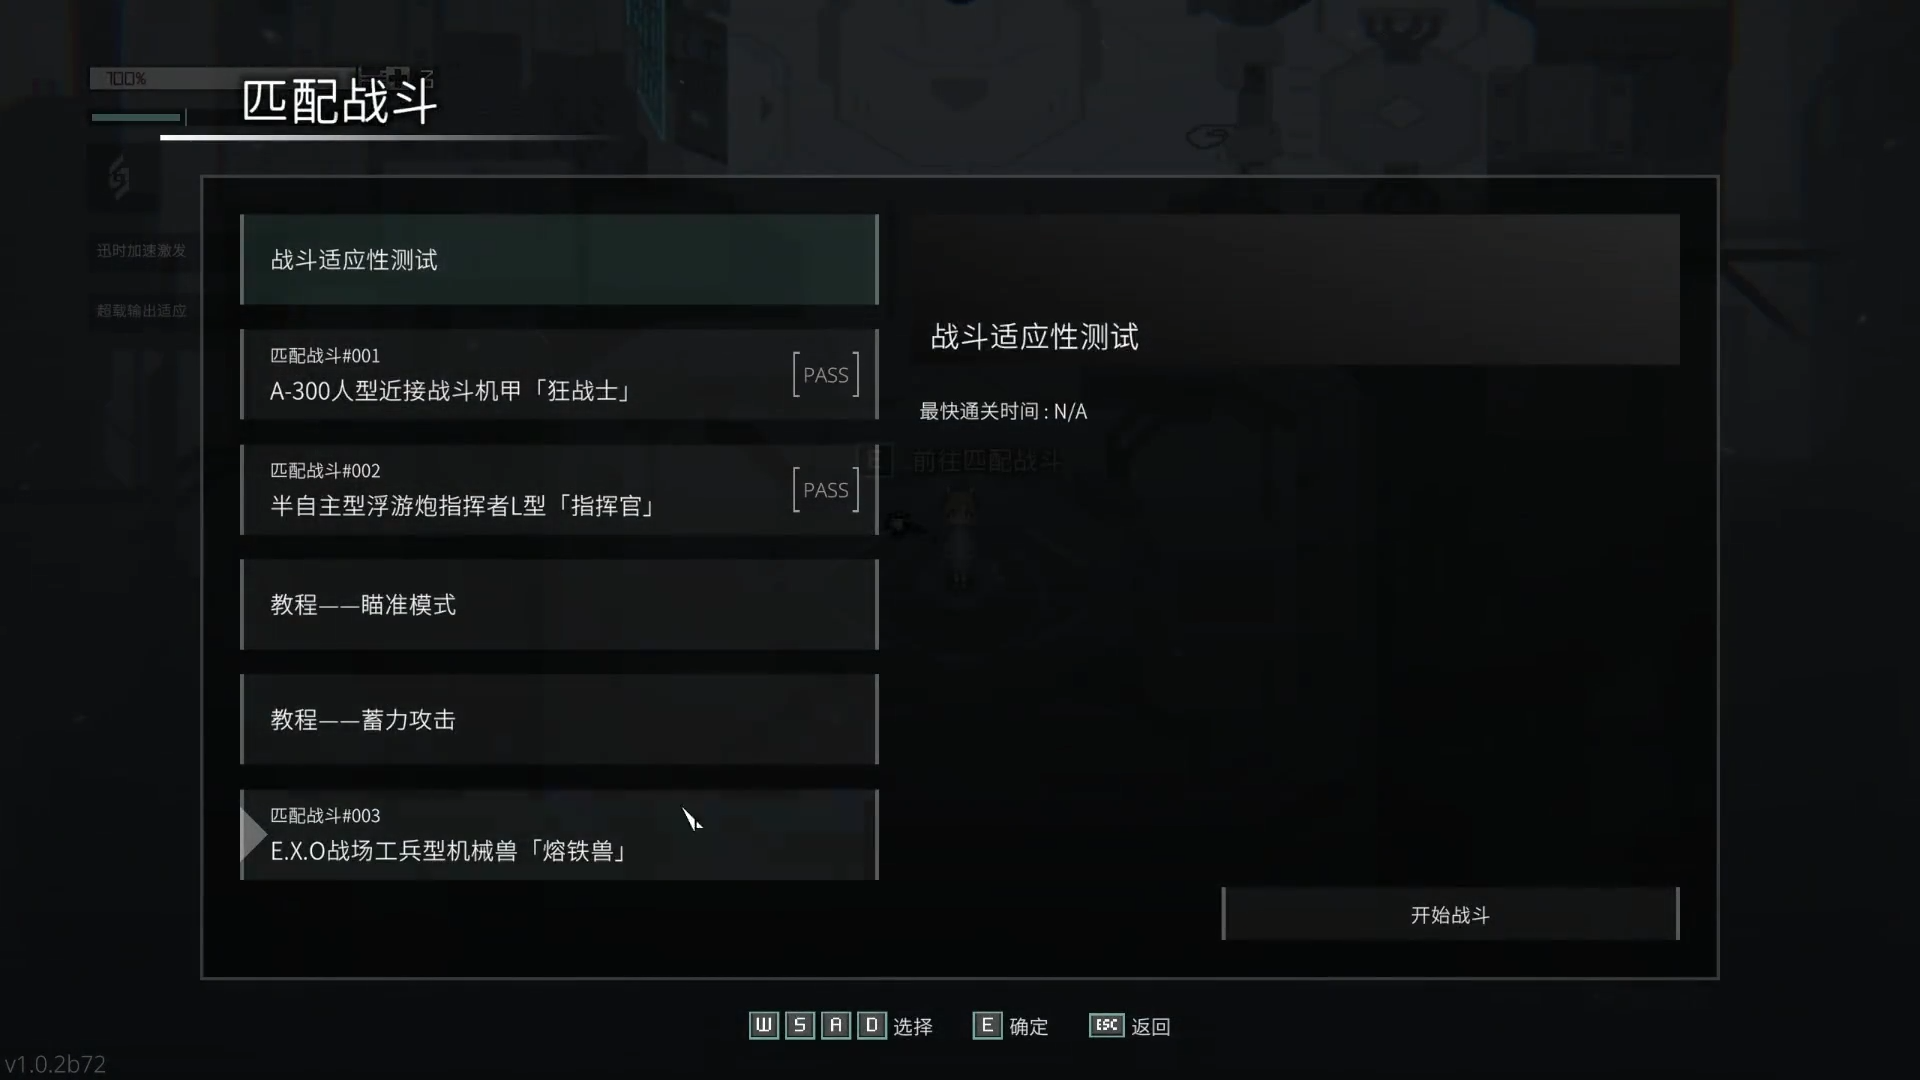 100%
匹配战斗
迅时加速激发
超载输出适应
战斗适应性测试
匹配战斗#001
A-300人型近接战斗机甲「狂战士」
PASS
匹配战斗#002
半自主型浮游炮指挥者L型「指挥官」
PASS
教程——瞄准模式
教程——蓄力攻击
匹配战斗#003
E.X.O战场工兵型机械兽「熔铁兽」
战斗适应性测试
最快通关时间 : N/A
E 前往匹配战斗
开始战斗
W S A D 选择 E 确定 ESC 返回
v1.0.2b72